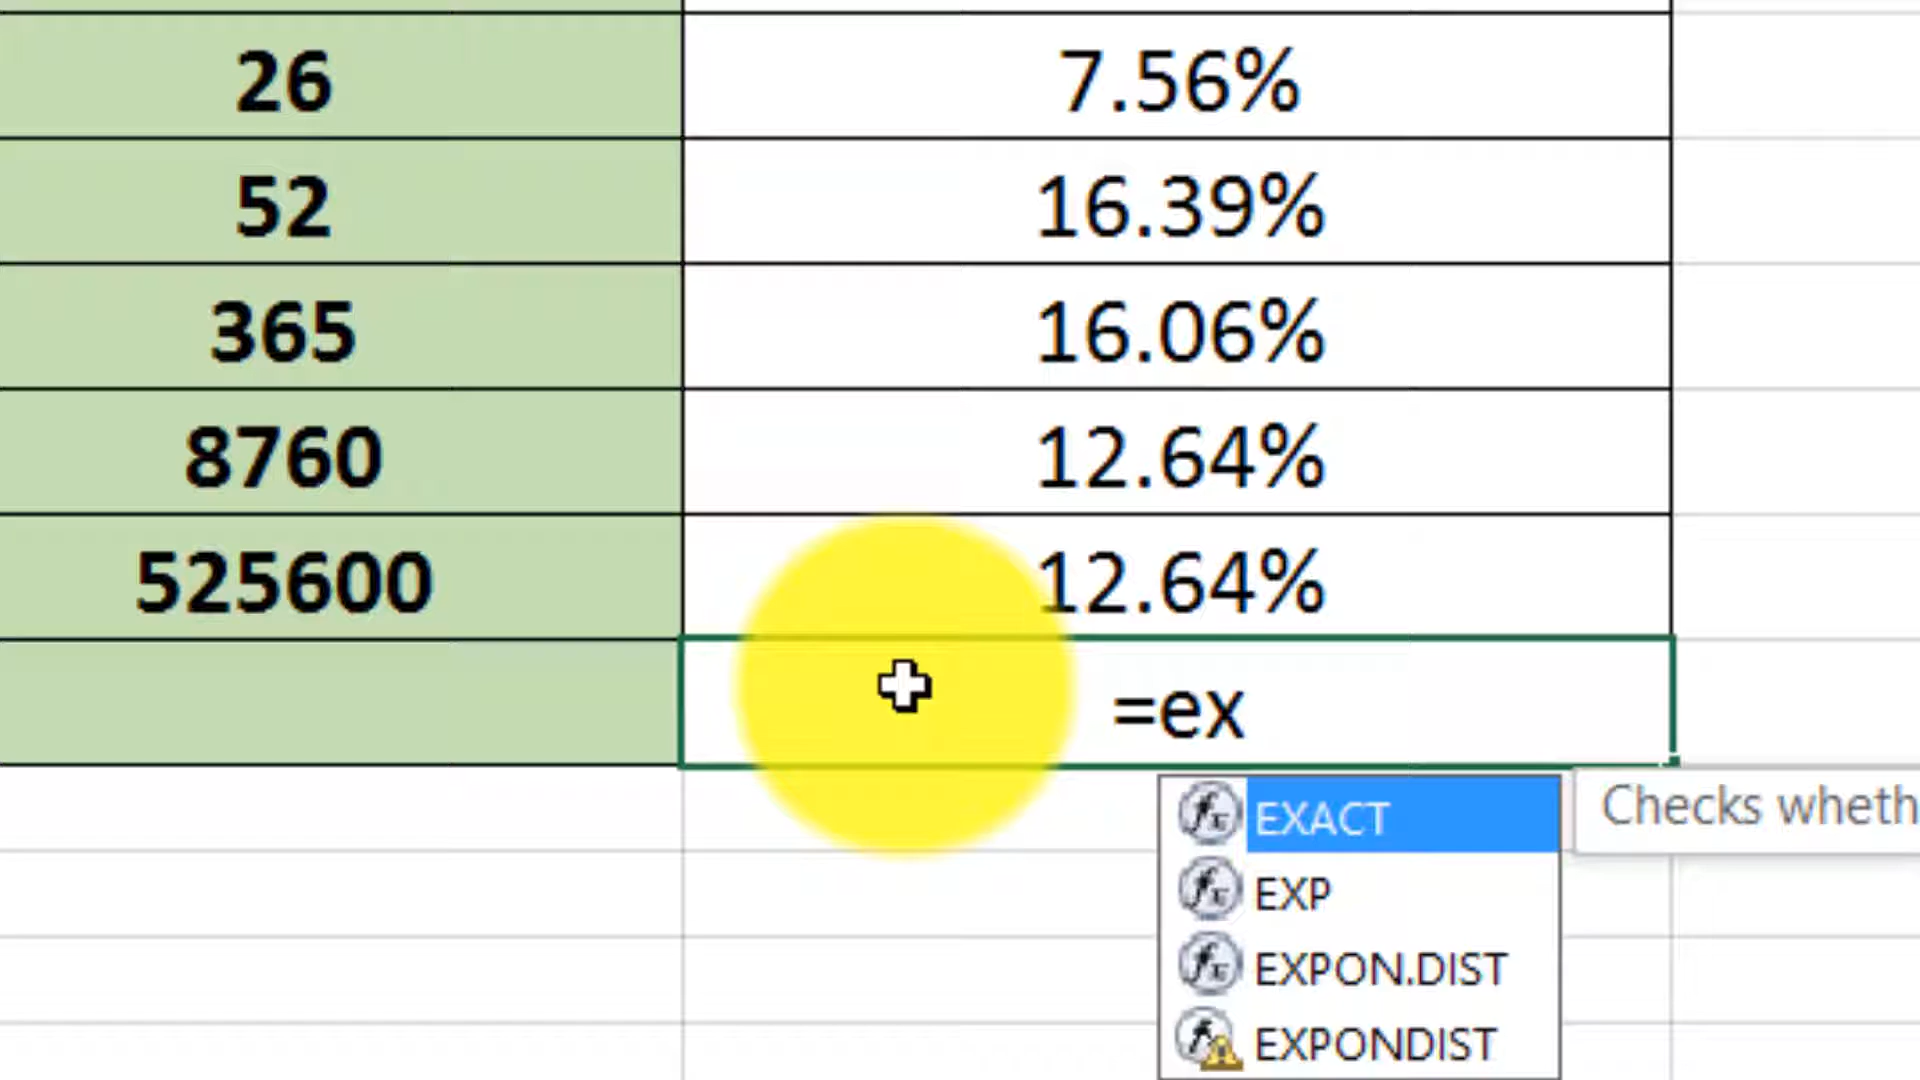 26 7.56%
52 16.39%
365 16.06%
8760 12.64%
525600 12.64%
=ex
EXACT
Checks wheth
EXP
EXPON.DIST
EXPONDIST